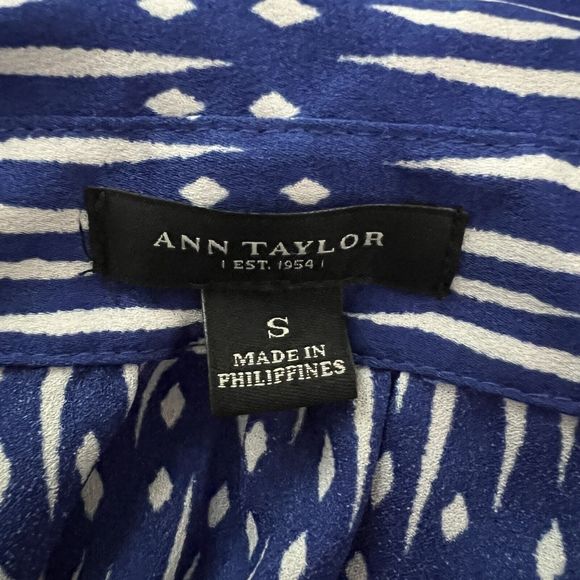 ANN TAYLOR
| EST. 1954 |
S
MADE IN
PHILIPPINES